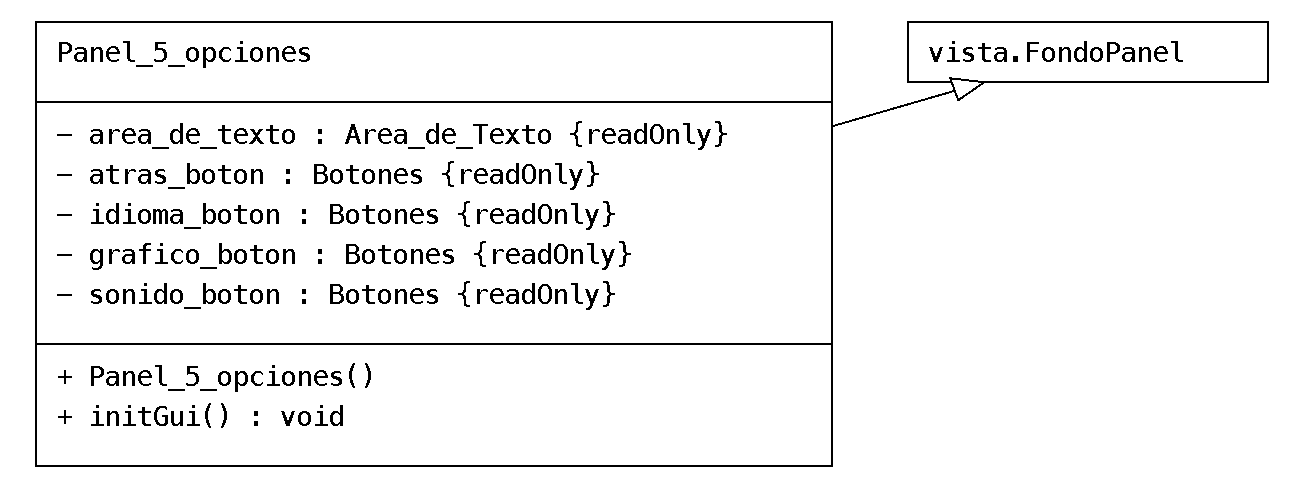 Panel_5_opciones
− area_de_texto : Area_de_Texto {readOnly}
− atras_boton : Botones {readOnly}
− idioma_boton : Botones {readOnly}
− grafico_boton : Botones {readOnly}
− sonido_boton : Botones {readOnly}
+ Panel_5_opciones()
+ initGui() : void
vista.FondoPanel